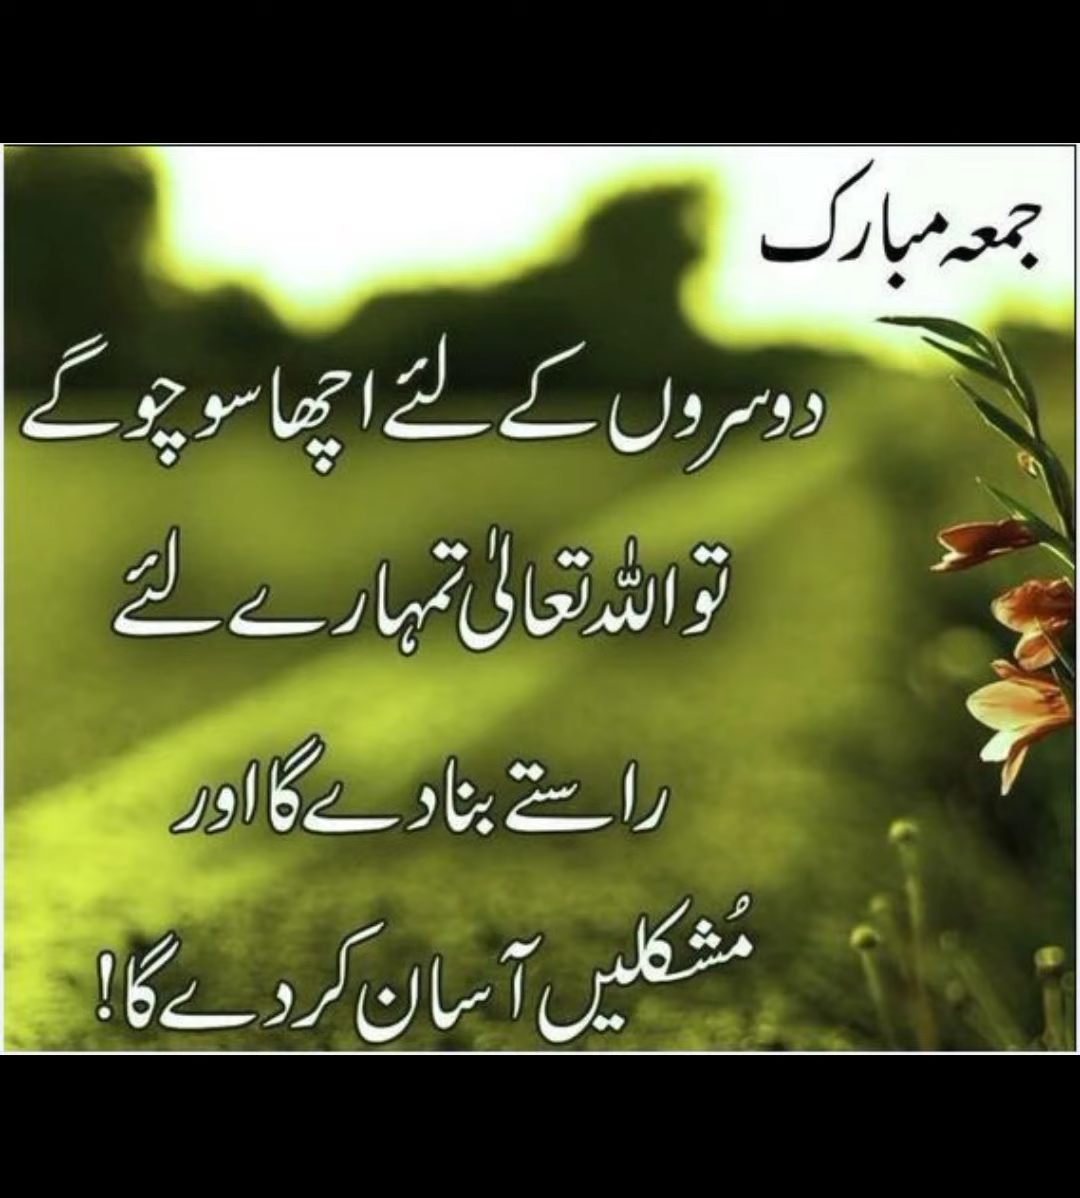 جمعہ مبارک
دوسروں کے لئے اچھا سوچو گے
تو اللہ تعالیٰ تمہارے لئے
راستے بنا دے گا اور
مُشکلیں آسان کر دے گا!